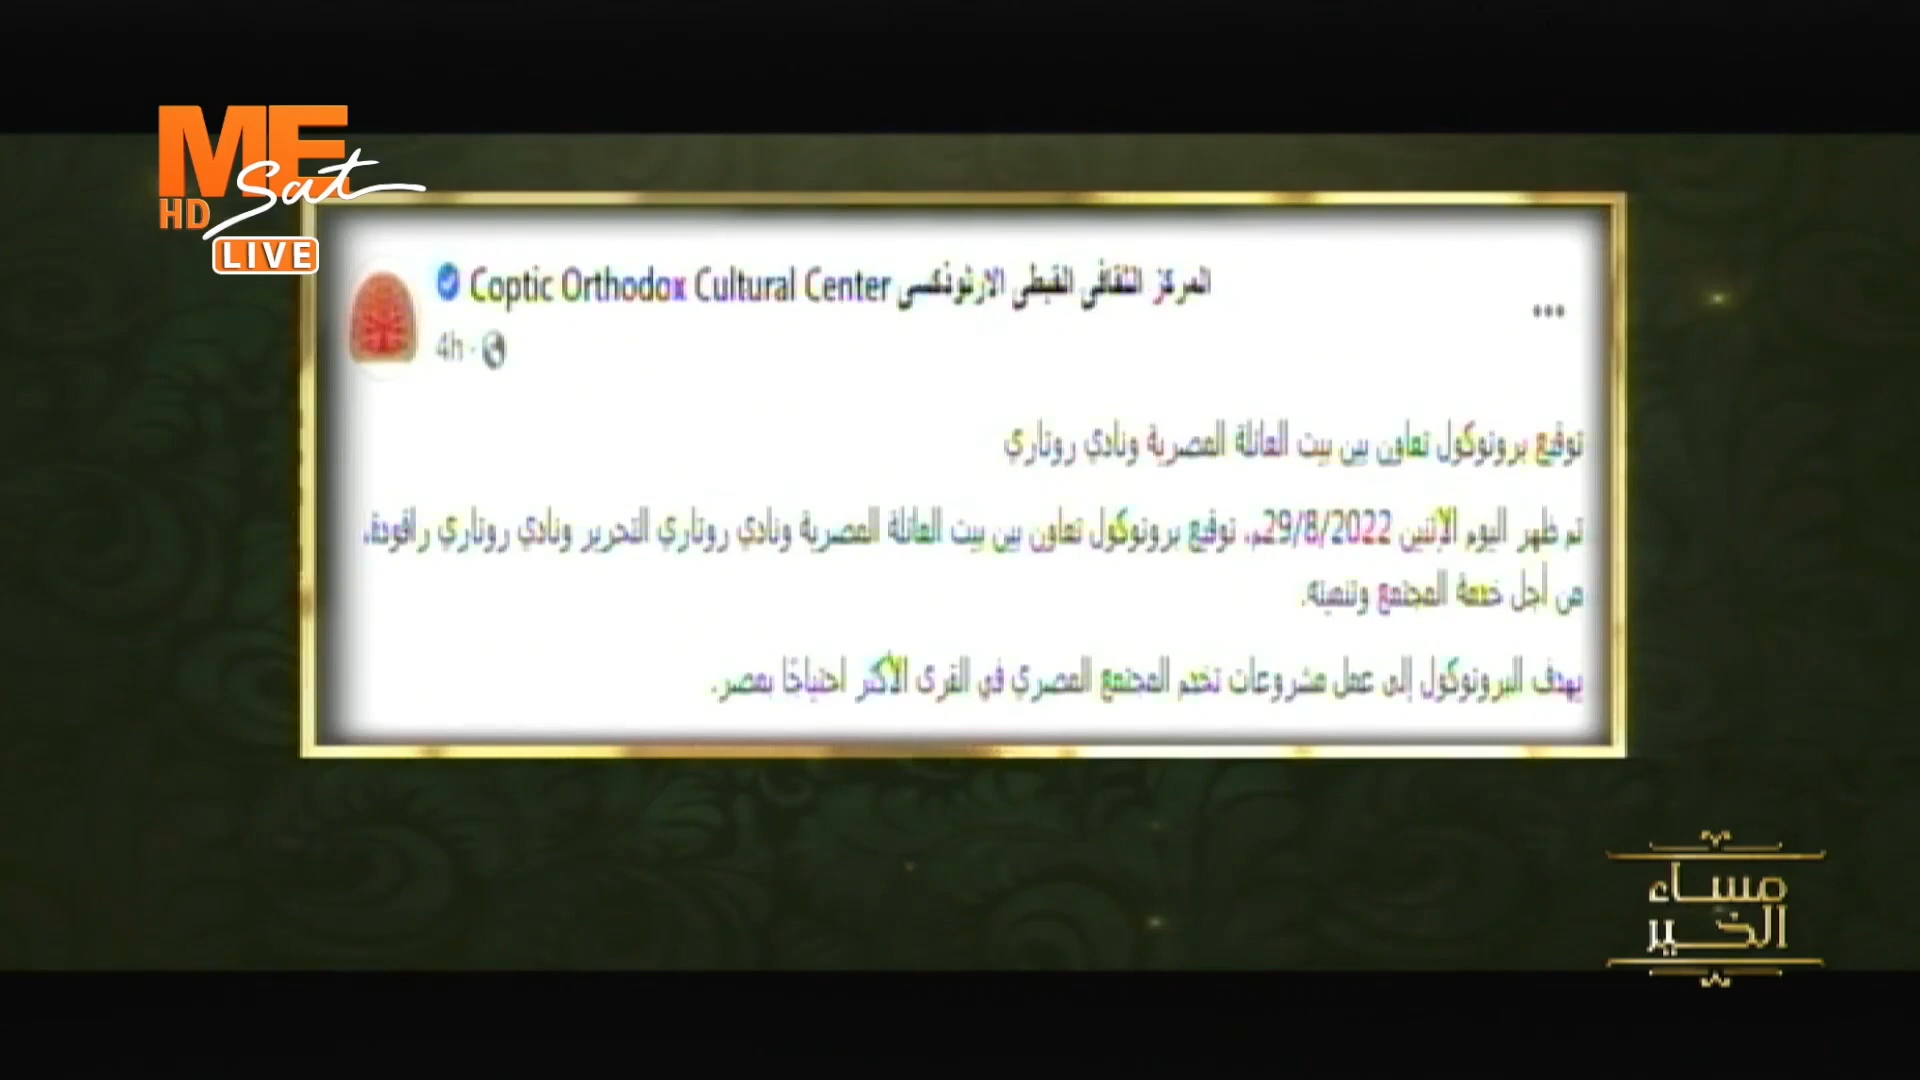 ME
Sat
HD
LIVE
Coptic Orthodox Cultural Center المركز الثقافي القبطي الارثوذكسي
4h
توقيع بروتوكول تعاون بين بيت العائلة المصرية ونادي روتاري
تم ظهر اليوم الإثنين 29/8/2022م، توقيع بروتوكول تعاون بين بيت العائلة المصرية ونادي روتاري التحرير ونادي روتاري راقودة،
من أجل خدمة المجتمع وتنميته.
يهدف البروتوكول إلى عمل مشروعات تخدم المجتمع المصري في القرى الأكثر احتياجًا بمصر.
مساء
الخير